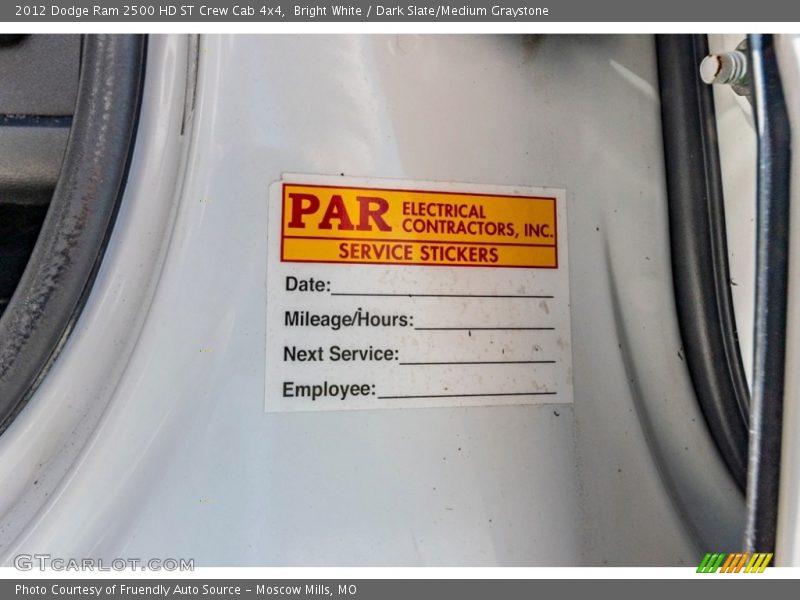 2012 Dodge Ram 2500 HD ST Crew Cab 4x4,  Bright White / Dark Slate/Medium Graystone
PAR ELECTRICAL
CONTRACTORS, INC.
SERVICE STICKERS
Date:
Mileage/Hours:
Next Service:
Employee:
GTCARLOT.COM
Photo Courtesy of Fruendly Auto Source – Moscow Mills, MO